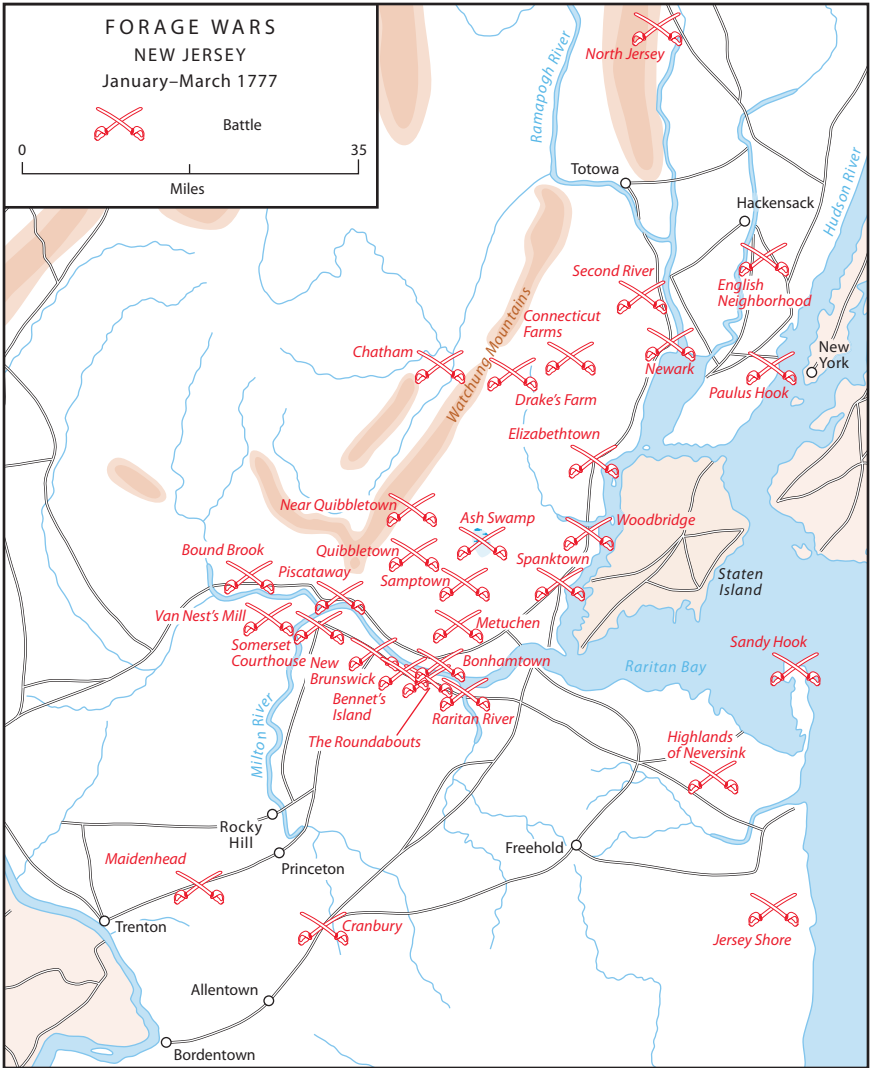 FORAGE WARS
NEW JERSEY
January–March 1777
Battle
0
35
Miles
North Jersey
Ramapogh River
Totowa
Hackensack
Hudson River
Second River
English
Neighborhood
Connecticut
Farms
Chatham
Watchung Mountains
Newark
New
York
Drake's Farm
Paulus Hook
Elizabethtown
Near Quibbletown
Ash Swamp
Woodbridge
Bound Brook
Quibbletown
Spanktown
Piscataway
Samptown
Staten
Island
Van Nest's Mill
Metuchen
Somerset
Courthouse
New
Brunswick
Bonhamtown
Raritan Bay
Sandy Hook
Bennet's
Island
Raritan River
Milton River
The Roundabouts
Highlands
of Neversink
Rocky
Hill
Freehold
Maidenhead
Princeton
Trenton
Cranbury
Jersey Shore
Allentown
Bordentown